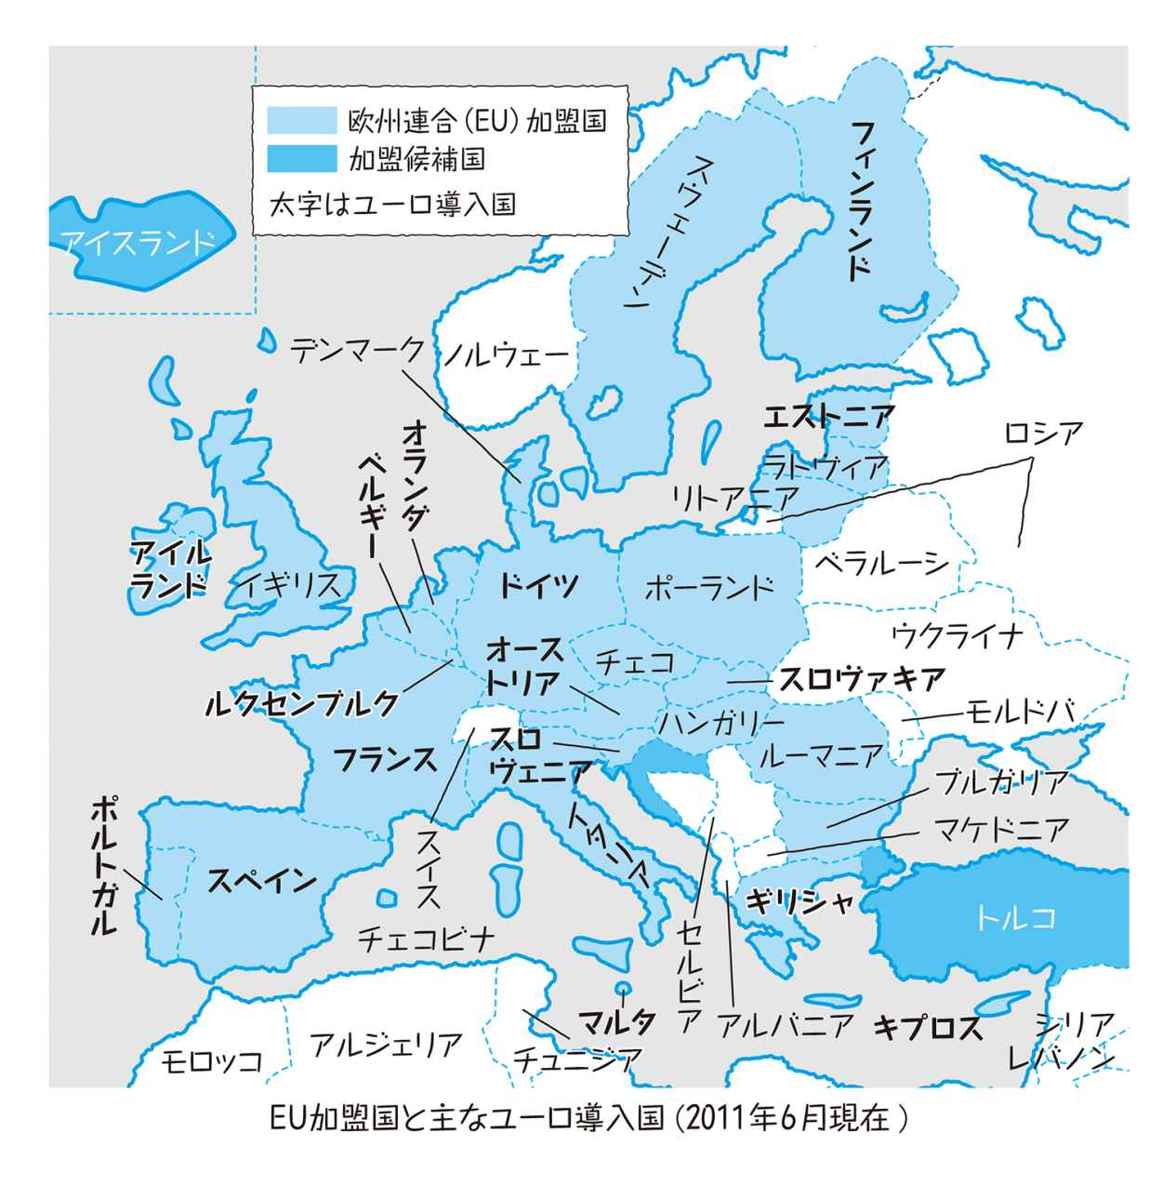 欧州連合（EU）加盟国
加盟候補国
太字はユーロ導入国
アイスランド
スウェーデン
フィンランド
デンマーク
ノルウェー
エストニア
ロシア
オランダ
ベルギー
ラトヴィア
リトアニア
アイル
ランド
イギリス
ドイツ
ポーランド
ベラルーシ
ウクライナ
オース
トリア
チェコ
スロヴァキア
ルクセンブルク
ハンガリー
モルドバ
フランス
スロ
ヴェニア
ルーマニア
ブルガリア
マケドニア
ポルトガル
スペイン
スイス
イタリア
ギリシャ
トルコ
チェコビナ
セルビア
マルタ
アルバニア
キプロス
シリア
レバノン
モロッコ
アルジェリア
チュニジア
EU加盟国と主なユーロ導入国（2011年6月現在）